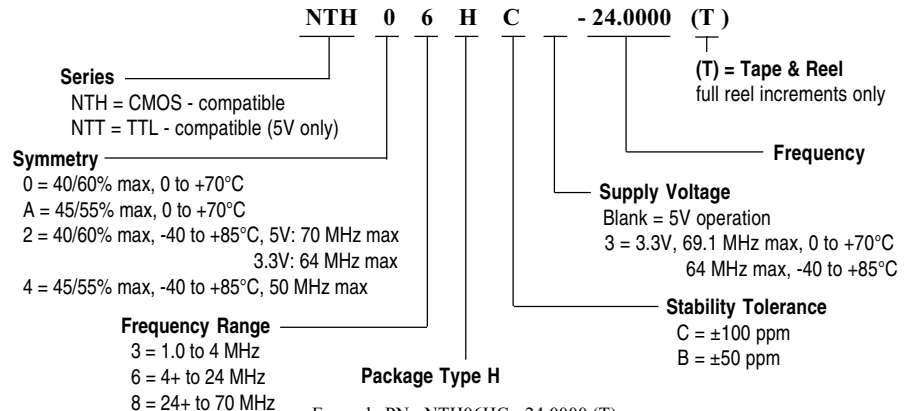 NTH 0 6 H C - 24.0000 (T )
Series
NTH = CMOS - compatible
NTT = TTL - compatible (5V only)
(T) = Tape & Reel
full reel increments only
Symmetry
0 = 40/60% max, 0 to +70°C
A = 45/55% max, 0 to +70°C
2 = 40/60% max, -40 to +85°C, 5V: 70 MHz max
3.3V: 64 MHz max
4 = 45/55% max, -40 to +85°C, 50 MHz max
Frequency
Supply Voltage
Blank = 5V operation
3 = 3.3V, 69.1 MHz max, 0 to +70°C
64 MHz max, -40 to +85°C
Stability Tolerance
C = ±100 ppm
B = ±50 ppm
Frequency Range
3 = 1.0 to 4 MHz
6 = 4+ to 24 MHz
8 = 24+ to 70 MHz
Package Type H